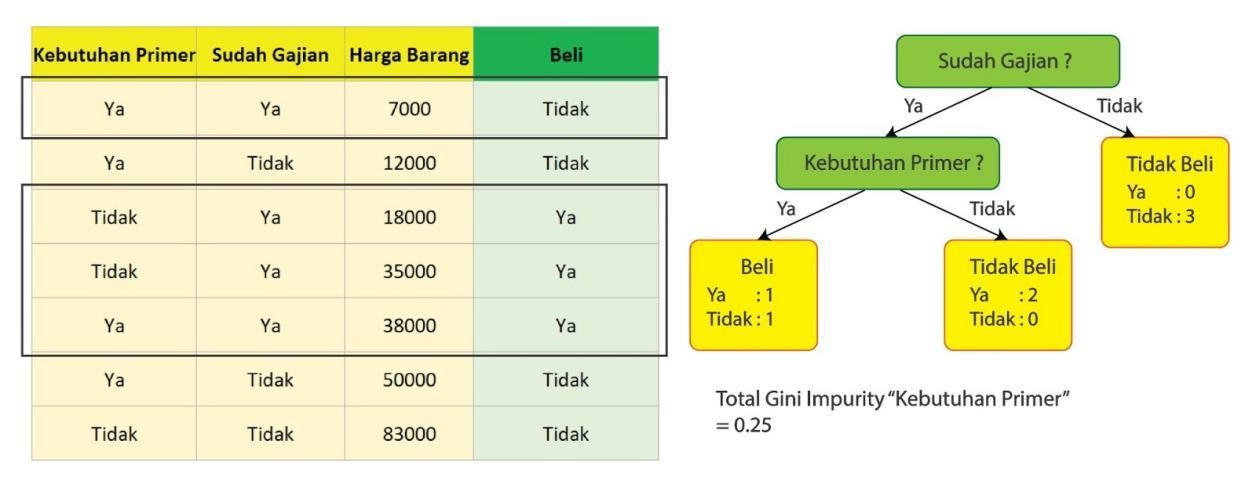 Kebutuhan Primer Sudah Gajian Harga Barang Beli
Ya Ya 7000 Tidak
Ya Tidak 12000 Tidak
Tidak Ya 18000 Ya
Tidak Ya 35000 Ya
Ya Ya 38000 Ya
Ya Tidak 50000 Tidak
Tidak Tidak 83000 Tidak
Sudah Gajian ?
Ya
Tidak
Kebutuhan Primer ?
Tidak Beli
Ya : 0
Tidak : 3
Ya
Tidak
Beli
Ya : 1
Tidak : 1
Tidak Beli
Ya : 2
Tidak : 0
Total Gini Impurity “Kebutuhan Primer”
= 0.25